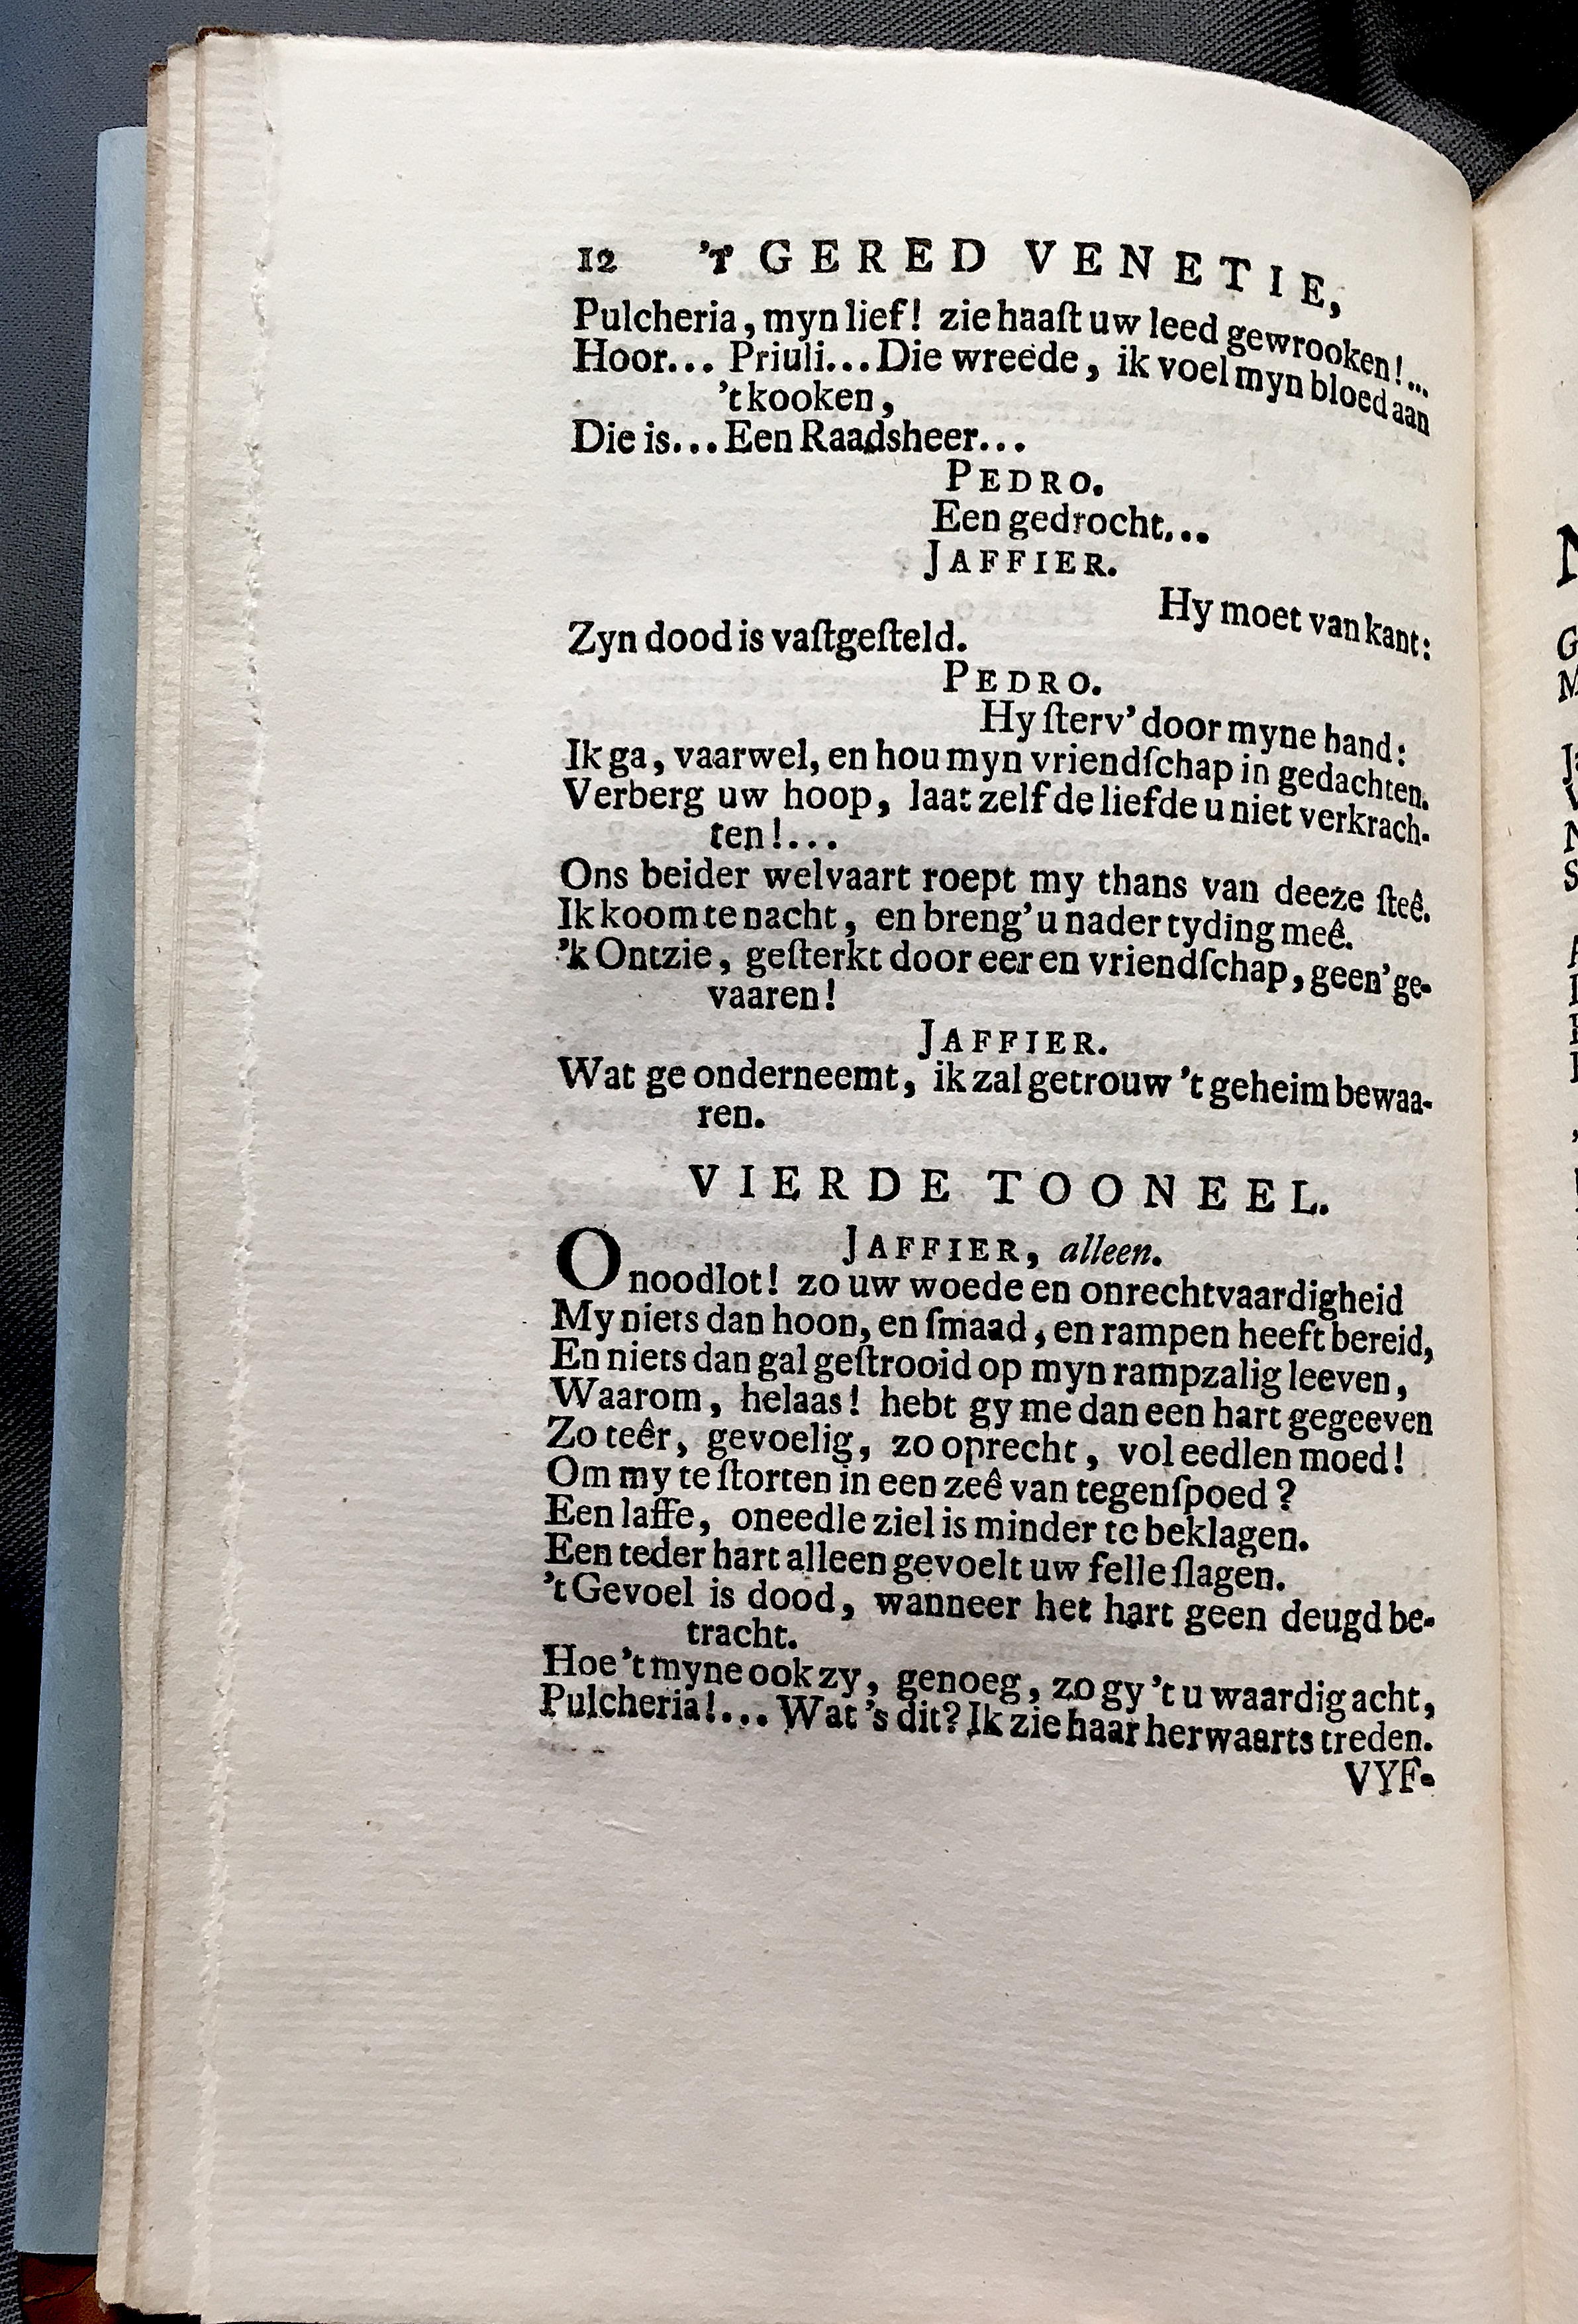 12 'T GERED VENETIE,
Pulcheria, myn lief! zie haaſt uw leed gewrooken!...
Hoor... Priuli... Die wreede, ik voel myn bloed aan
't kooken,
Die is... Een Raadsheer...
PEDRO.
Een gedrocht...
JAFFIER.
Hy moet van kant:
Zyn dood is vaſtgeſteld.
PEDRO.
Hy ſterv' door myne hand:
Ik ga, vaarwel, en hou myn vriendſchap in gedachten.
Verberg uw hoop, laat zelf de liefde u niet verkrach-
ten!...
Ons beider welvaart roept my thans van deeze ſteê.
Ik koom te nacht, en breng' u nader tyding meê.
'k Ontzie, geſterkt door eer en vriendſchap, geen' ge-
vaaren!
JAFFIER.
Wat ge onderneemt, ik zal getrouw 't geheim bewaa-
ren.
VIERDE TOONEEL.
JAFFIER, alleen.
O noodlot! zo uw woede en onrechtvaardigheid
My niets dan hoon, en ſmaad, en rampen heeft bereid,
En niets dan gal geſtrooid op myn rampzalig leeven,
Waarom, helaas! hebt gy me dan een hart gegeeven
Zo teêr, gevoelig, zo oprecht, vol eedlen moed!
Om my te ſtorten in een zeê van tegenſpoed?
Een laffe, oneedle ziel is minder te beklagen.
Een teder hart alleen gevoelt uw felle ſlagen.
't Gevoel is dood, wanneer het hart geen deugd be-
tracht.
Hoe 't myne ook zy, genoeg, zo gy 't u waardig acht,
Pulcheria!... Wat 's dit? Ik zie haar herwaarts treden.
VYF-